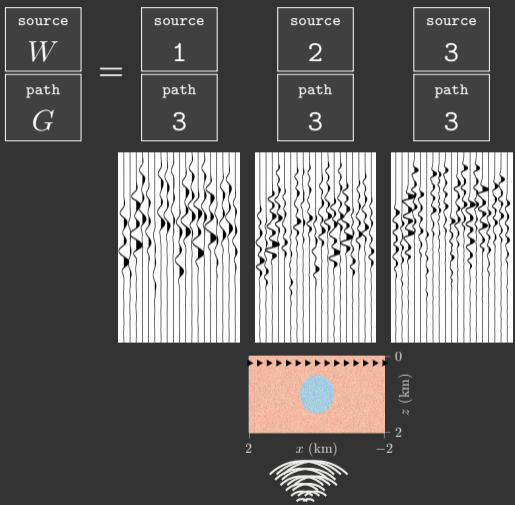 source source source source
W = 1 2 3
path path path path
G 3 3 3
0
z (km)
2
2 x (km) −2